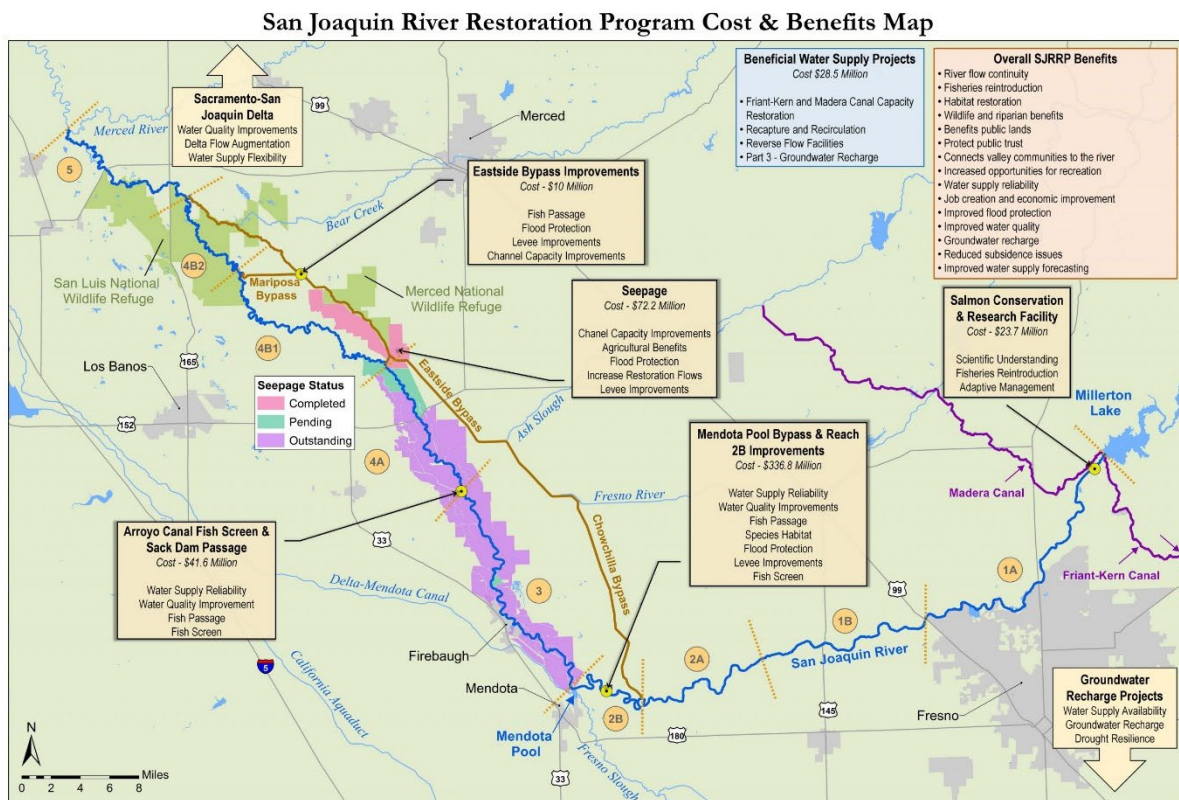 San Joaquin River Restoration Program Cost & Benefits Map
Sacramento-San
Joaquin Delta
Water Quality Improvements
Delta Flow Augmentation
Water Supply Flexibility
99
Merced
Merced River
Beneficial Water Supply Projects
Cost $28.5 Million
• Friant-Kern and Madera Canal Capacity
Restoration
• Recapture and Recirculation
• Reverse Flow Facilities
• Part 3 - Groundwater Recharge
Overall SJRRP Benefits
• River flow continuity
• Fisheries reintroduction
• Habitat restoration
• Wildlife and riparian benefits
• Benefits public lands
• Protect public trust
• Connects valley communities to the river
• Increased opportunities for recreation
• Water supply reliability
• Job creation and economic improvement
• Improved flood protection
• Improved water quality
• Groundwater recharge
• Reduced subsidence issues
• Improved water supply forecasting
5
Eastside Bypass Improvements
Cost - $10 Million
Fish Passage
Flood Protection
Levee Improvements
Channel Capacity Improvements
Bear Creek
4B2
San Luis National
Wildlife Refuge
Mariposa
Bypass
Merced National
Wildlife Refuge
Seepage
Cost - $72.2 Million
Chanel Capacity Improvements
Agricultural Benefits
Flood Protection
Increase Restoration Flows
Levee Improvements
Salmon Conservation
& Research Facility
Cost - $23.7 Million
Scientific Understanding
Fisheries Reintroduction
Adaptive Management
4B1
165
Los Banos
152
Seepage Status
Completed
Pending
Outstanding
Eastside Bypass
Ash Slough
Millerton
Lake
Mendota Pool Bypass & Reach
2B Improvements
Cost - $336.8 Million
Water Supply Reliability
Water Quality Improvements
Fish Passage
Species Habitat
Flood Protection
Levee Improvements
Fish Screen
4A
Fresno River
Madera Canal
Arroyo Canal Fish Screen &
Sack Dam Passage
Cost - $41.6 Million
Water Supply Reliability
Water Quality Improvement
Fish Passage
Fish Screen
33
Chowchilla Bypass
Friant-Kern Canal
Delta-Mendota Canal
3
99
1A
1B
Firebaugh
San Joaquin River
2A
5
California Aquaduct
Mendota
2B
Mendota
Pool
Fresno Slough
180
145
Fresno
33
Groundwater
Recharge Projects
Water Supply Availability
Groundwater Recharge
Drought Resilience
N
0 2 4 6 8 Miles